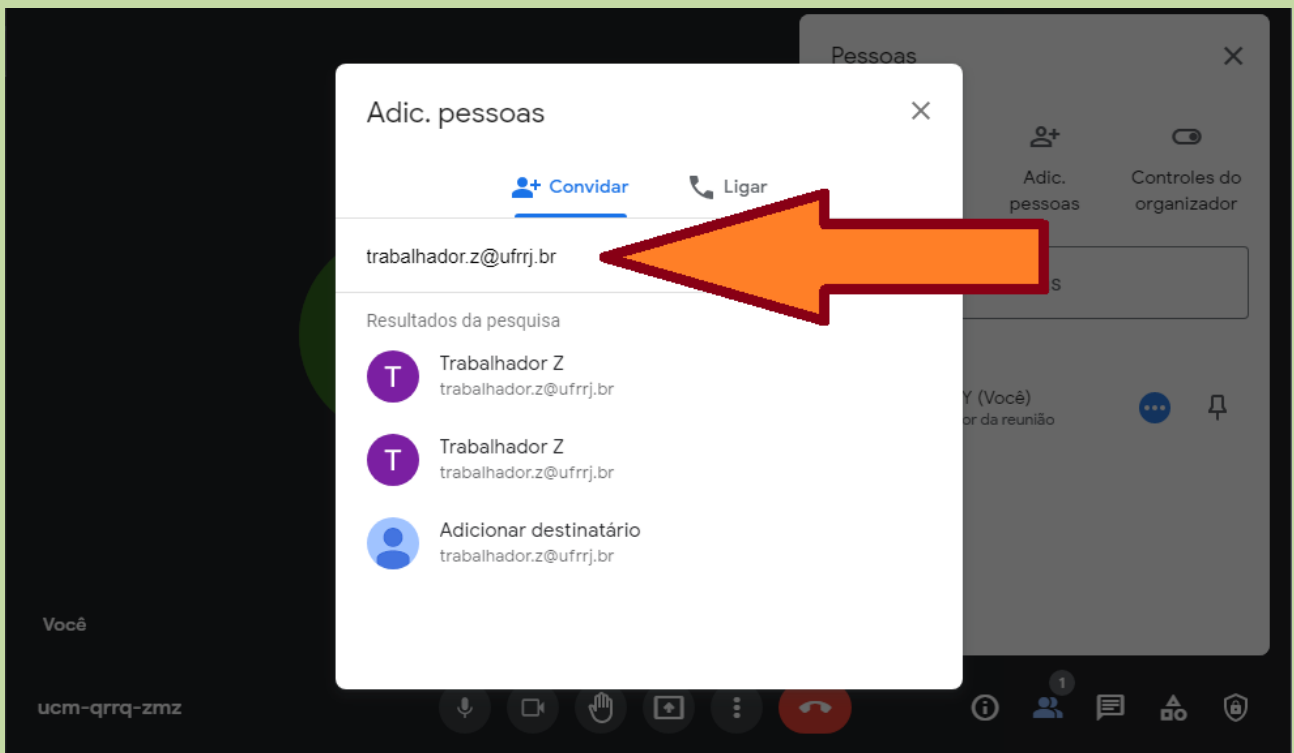 Pessoas
Adic. pessoas
Convidar
Ligar
Adic.
pessoas
Controles do
organizador
trabalhador.z@ufrrj.br
s
Resultados da pesquisa
T
Trabalhador Z
trabalhador.z@ufrrj.br
Y (Você)
or da reunião
T
Trabalhador Z
trabalhador.z@ufrrj.br
Adicionar destinatário
trabalhador.z@ufrrj.br
Você
ucm-qrrq-zmz
1